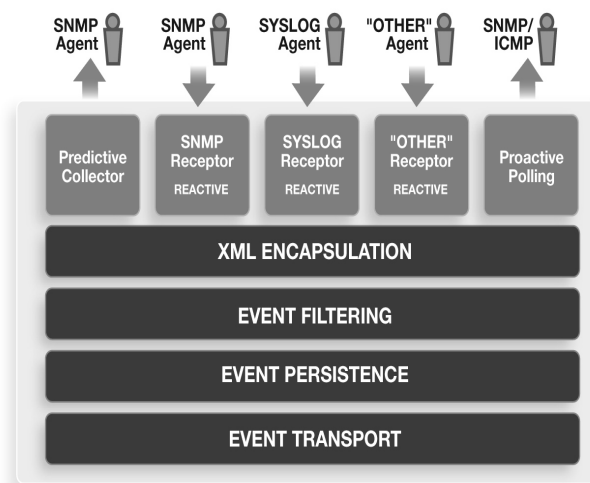 SNMP
Agent
SNMP
Agent
SYSLOG
Agent
"OTHER"
Agent
SNMP/
ICMP
Predictive
Collector
SNMP
Receptor
REACTIVE
SYSLOG
Receptor
REACTIVE
"OTHER"
Receptor
REACTIVE
Proactive
Polling
XML ENCAPSULATION
EVENT FILTERING
EVENT PERSISTENCE
EVENT TRANSPORT